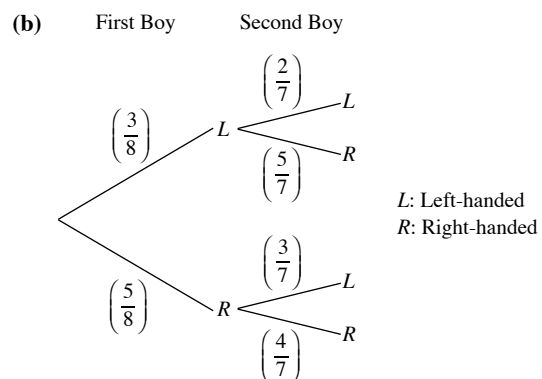 (b) First Boy Second Boy
(2/7)
L
(3/8)
L
(5/7)
R
L: Left-handed
R: Right-handed
(3/7)
L
(5/8)
R
(4/7)
R